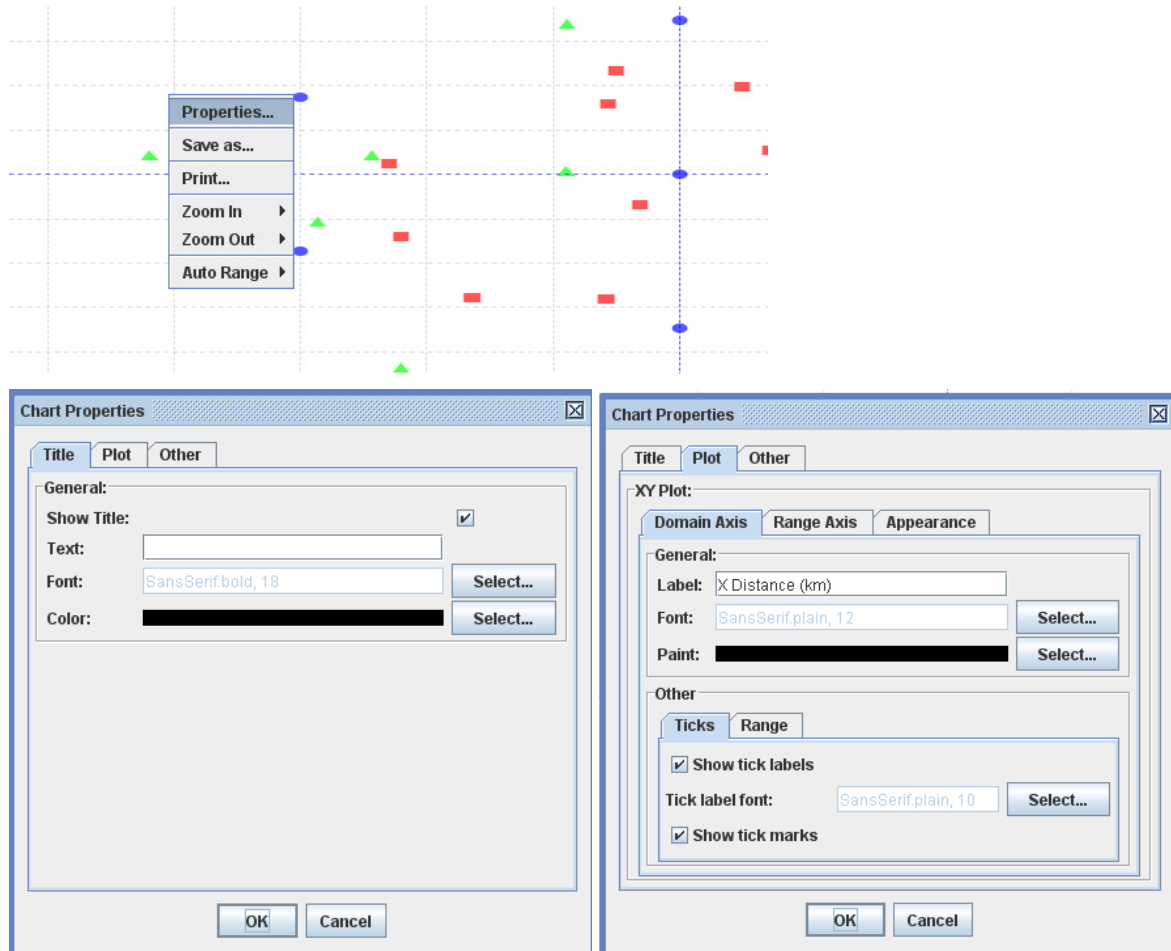 Properties...
Save as...
Print...
Zoom In
Zoom Out
Auto Range
Chart Properties
Title Plot Other
General:
Show Title:
Text:
Font: SansSerif.bold, 18 Select...
Color: Select...
OK Cancel
Chart Properties
Title Plot Other
XY Plot:
Domain Axis Range Axis Appearance
General:
Label: X Distance (km)
Font: SansSerif.plain, 12 Select...
Paint: Select...
Other
Ticks Range
Show tick labels
Tick label font: SansSerif.plain, 10 Select...
Show tick marks
OK Cancel